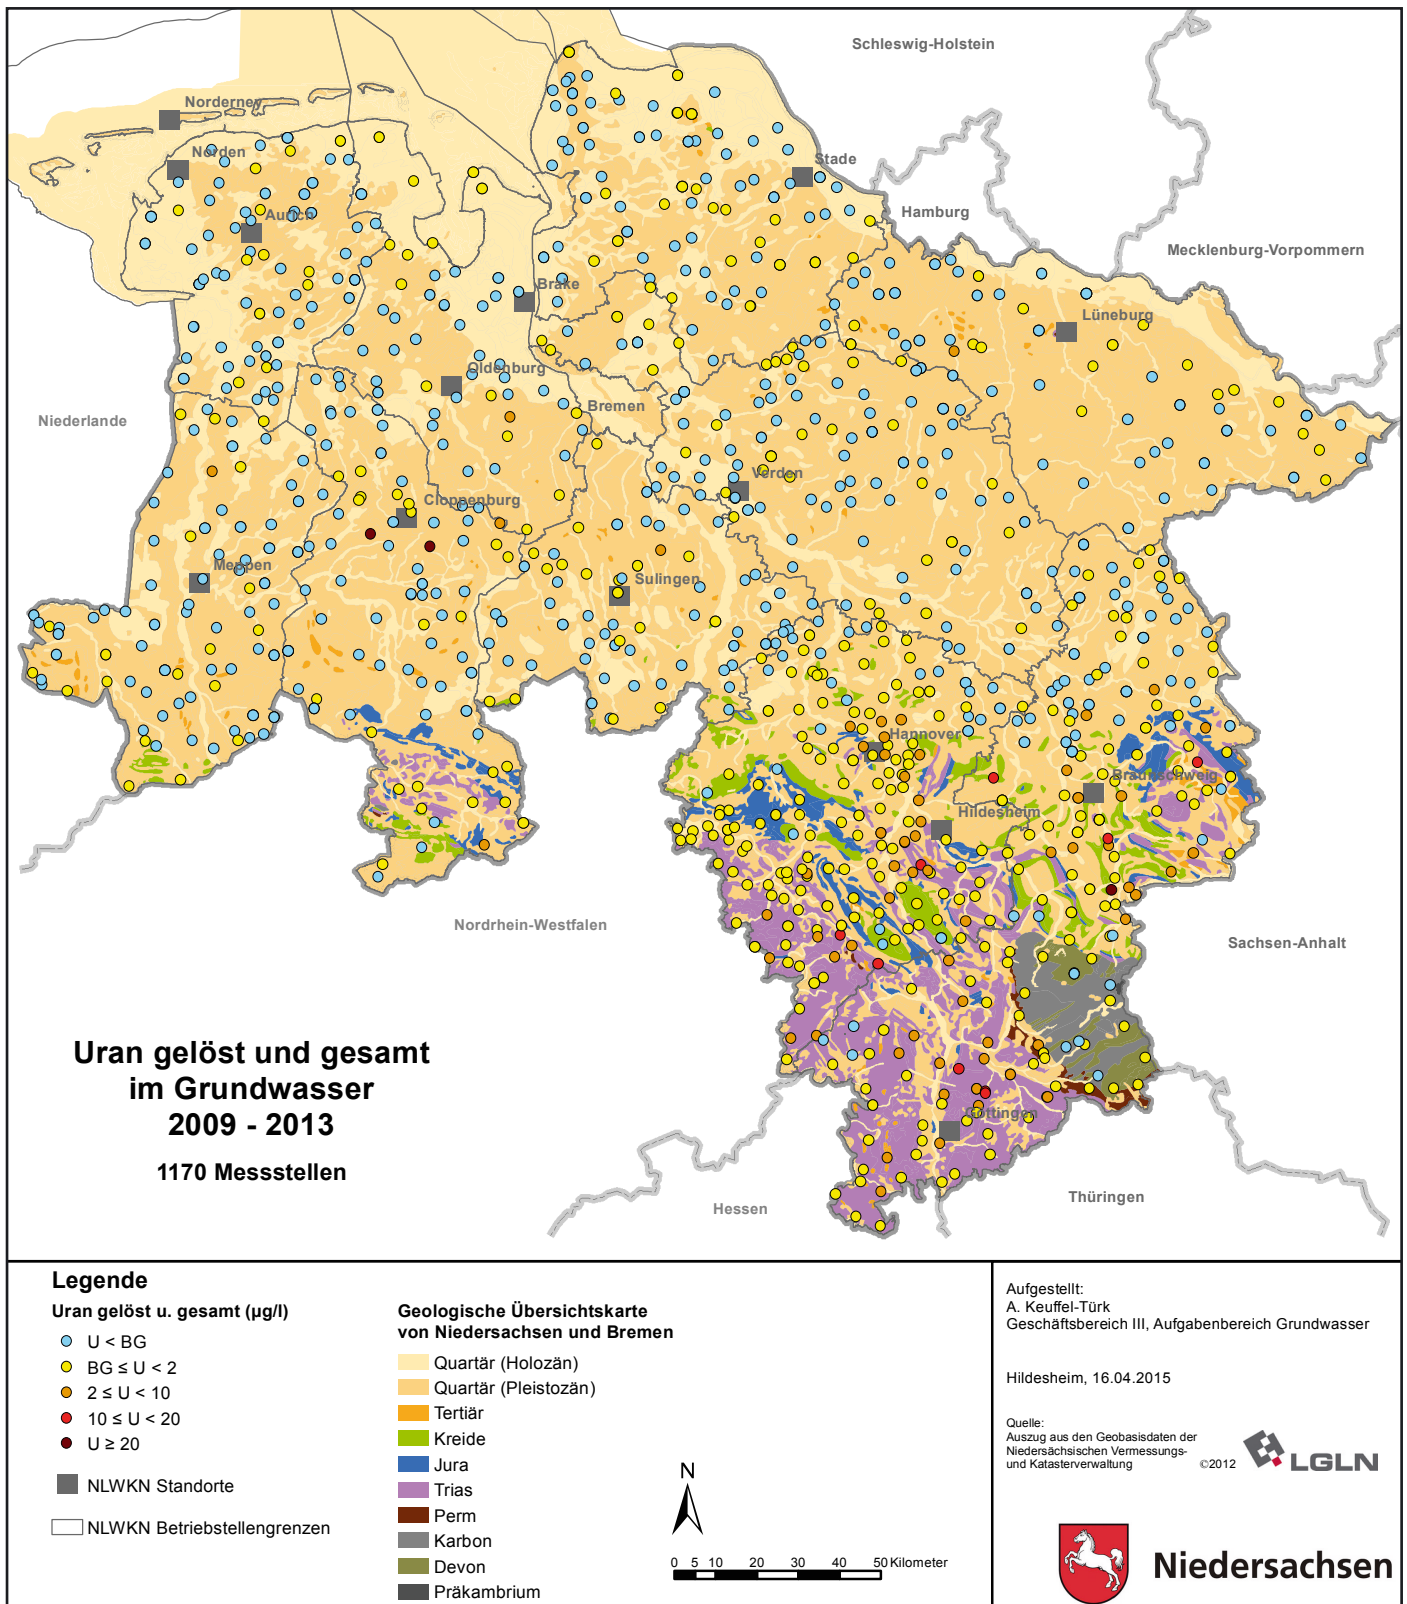 Schleswig-Holstein
Norderney
Norden
Stade
Aurich
Hamburg
Mecklenburg-Vorpommern
Brake
Lüneburg
Oldenburg
Bremen
Niederlande
Verden
Cloppenburg
Meppen
Sulingen
Hannover
Braunschweig
Hildesheim
Nordrhein-Westfalen
Sachsen-Anhalt
Göttingen
Hessen
Thüringen
Uran gelöst und gesamt
im Grundwasser
2009 - 2013
1170 Messstellen
Legende
Uran gelöst u. gesamt (µg/l)
U < BG
BG ≤ U < 2
2 ≤ U < 10
10 ≤ U < 20
U ≥ 20
NLWKN Standorte
NLWKN Betriebstellengrenzen
Geologische Übersichtskarte
von Niedersachsen und Bremen
Quartär (Holozän)
Quartär (Pleistozän)
Tertiär
Kreide
Jura
Trias
Perm
Karbon
Devon
Präkambrium
N
0 5 10 20 30 40 50 Kilometer
Aufgestellt:
A. Keuffel-Türk
Geschäftsbereich III, Aufgabenbereich Grundwasser
Hildesheim, 16.04.2015
Quelle:
Auszug aus den Geobasisdaten der
Niedersächsischen Vermessungs-
und Katasterverwaltung ©2012
LGLN
Niedersachsen